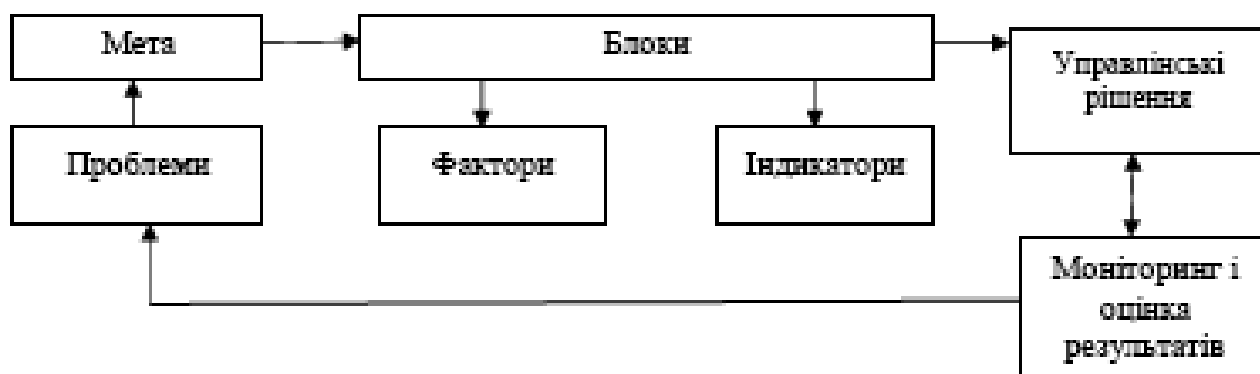 Мета
Блоки
Управлінські
рішення
Проблеми
Фактори
Індикатори
Моніторинг і
оцінка
результатів